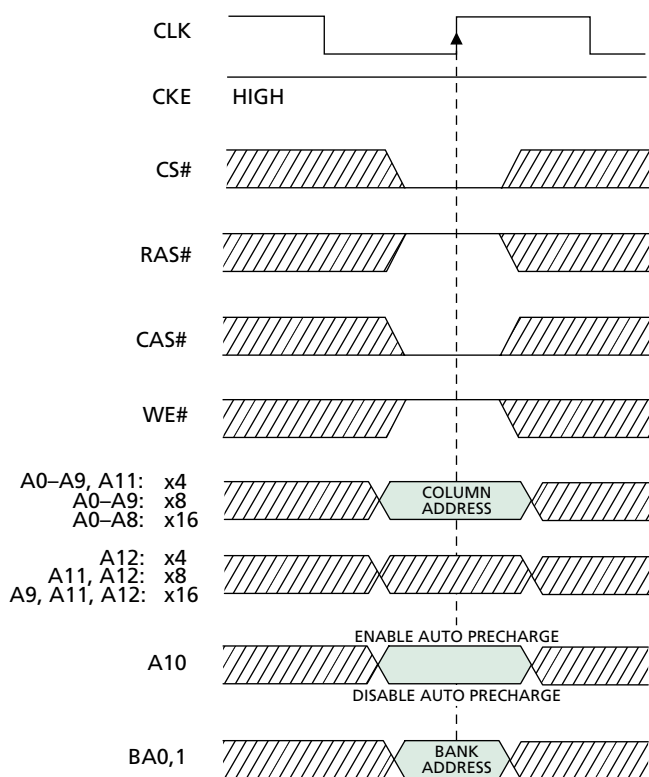 CLK
CKE HIGH
CS#
RAS#
CAS#
WE#
A0–A9, A11: x4
A0–A9: x8
A0–A8: x16
COLUMN
ADDRESS
A12: x4
A11, A12: x8
A9, A11, A12: x16
ENABLE AUTO PRECHARGE
A10
DISABLE AUTO PRECHARGE
BA0,1
BANK
ADDRESS